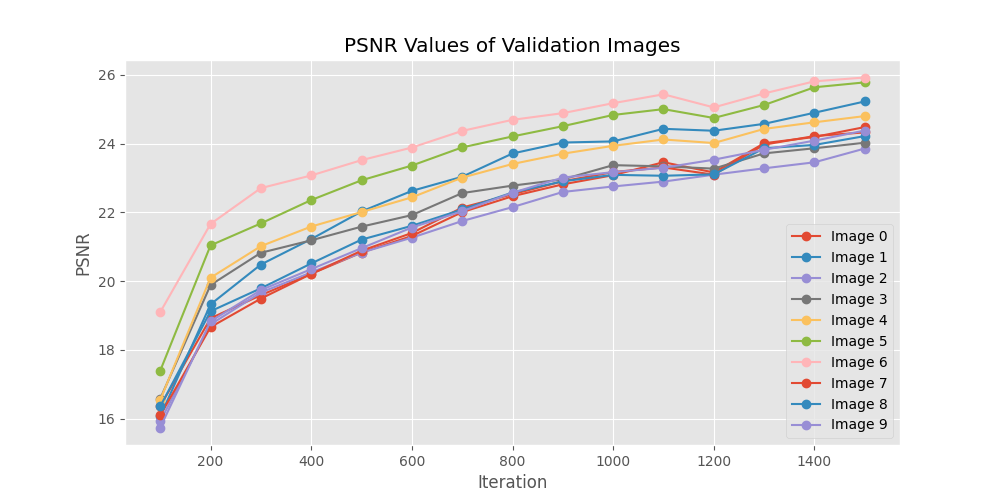 PSNR Values of Validation Images
PSNR
26
24
22
20
18
16
200
400
600
800
1000
1200
1400
Iteration
Image 0
Image 1
Image 2
Image 3
Image 4
Image 5
Image 6
Image 7
Image 8
Image 9